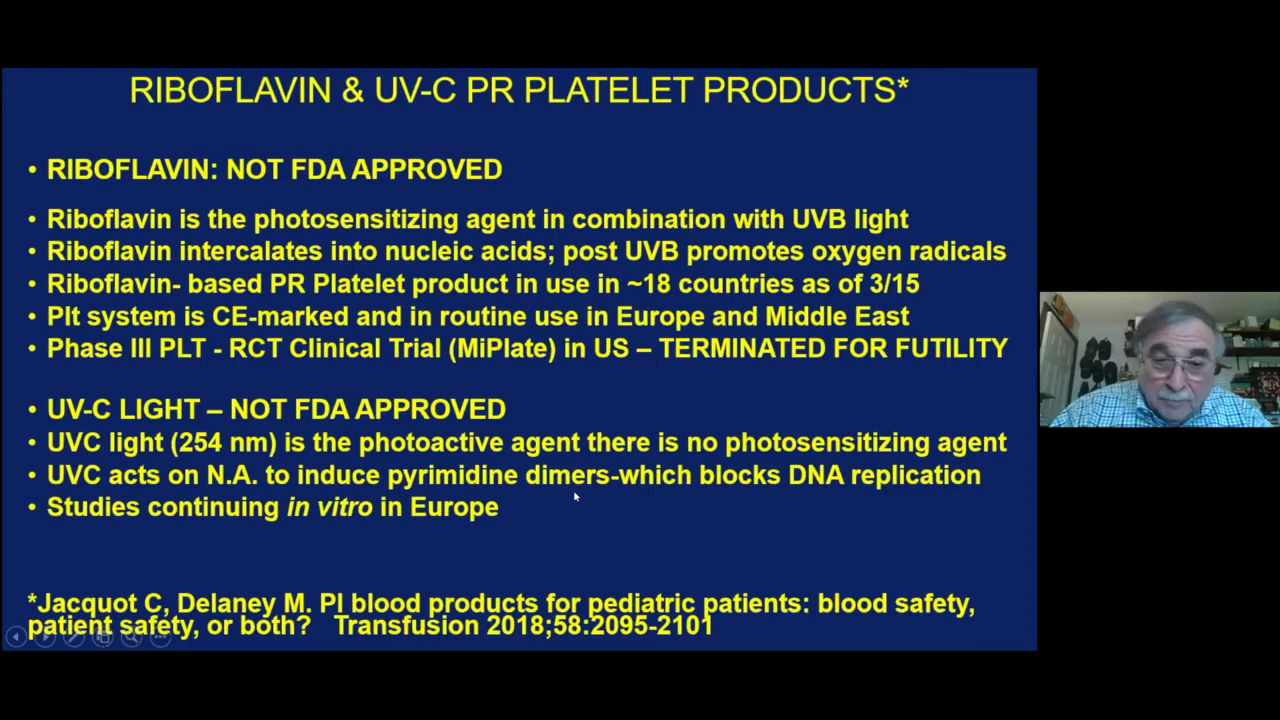 RIBOFLAVIN & UV-C PR PLATELET PRODUCTS*
• RIBOFLAVIN: NOT FDA APPROVED
• Riboflavin is the photosensitizing agent in combination with UVB light
• Riboflavin intercalates into nucleic acids; post UVB promotes oxygen radicals
• Riboflavin- based PR Platelet product in use in ~18 countries as of 3/15
• Plt system is CE-marked and in routine use in Europe and Middle East
• Phase III PLT - RCT Clinical Trial (MiPlate) in US – TERMINATED FOR FUTILITY
• UV-C LIGHT – NOT FDA APPROVED
• UVC light (254 nm) is the photoactive agent there is no photosensitizing agent
• UVC acts on N.A. to induce pyrimidine dimers-which blocks DNA replication
• Studies continuing in vitro in Europe
*Jacquot C, Delaney M. PI blood products for pediatric patients: blood safety,
patient safety, or both? Transfusion 2018;58:2095-2101